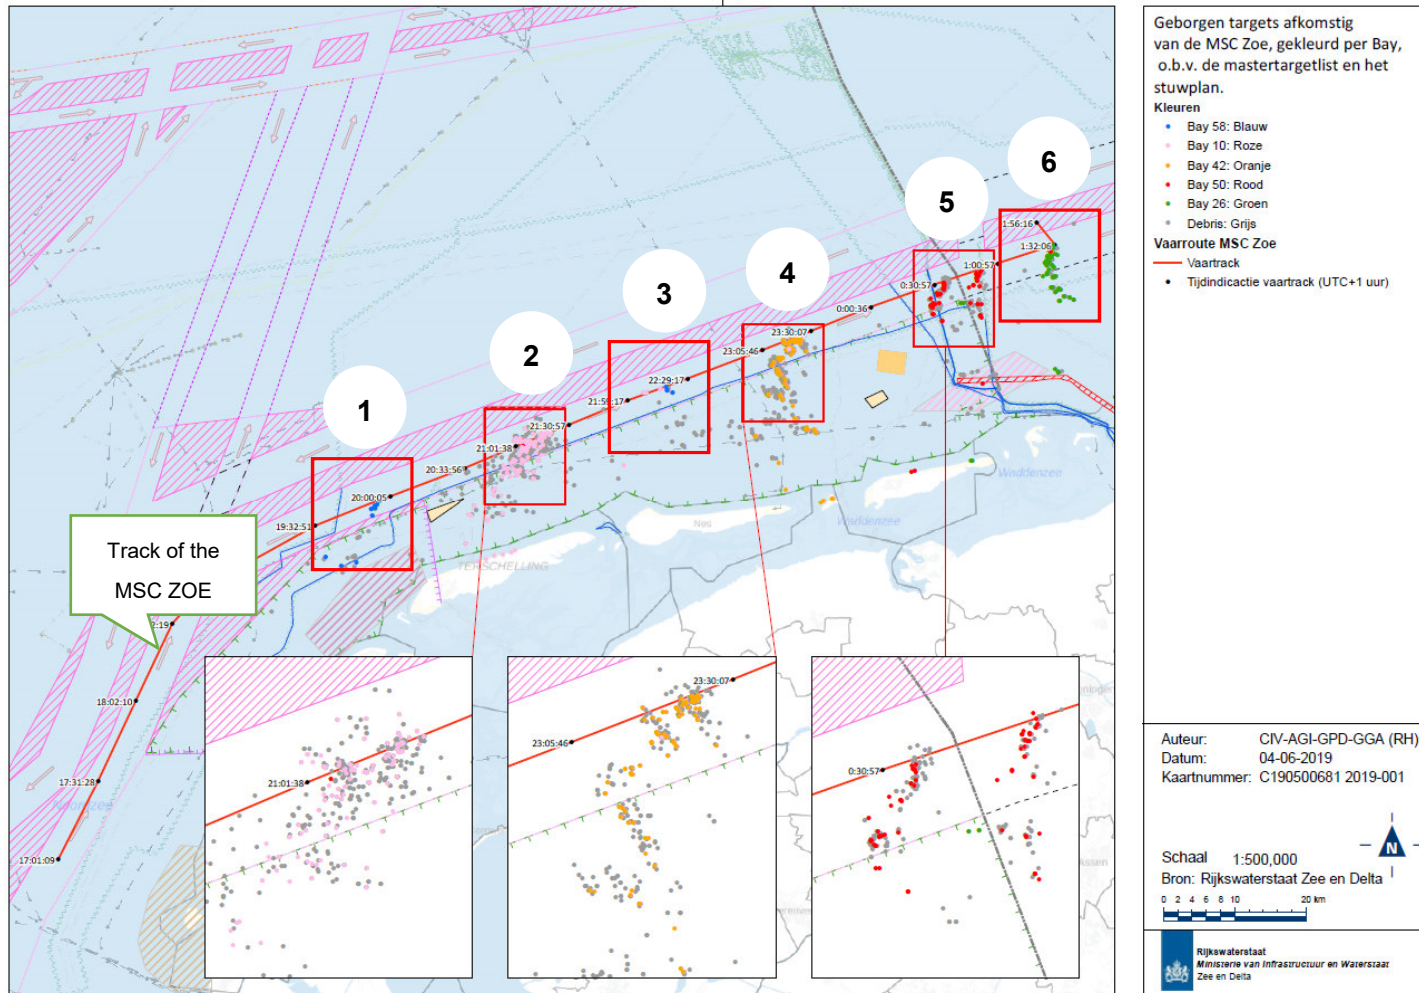 1
2
3
4
5
6
1:56:16
1:32:06
1:00:57
0:30:57
0:00:36
23:30:07
23:05:46
22:29:17
21:59:17
21:30:57
21:01:38
20:33:56
20:00:05
19:32:51
Track of the
MSC ZOE
2:19
18:02:10
17:31:28
17:01:09
Noordzee
TERSCHELLING
Nes
Waddenzee
Waddenzee
21:01:38
23:30:07
23:05:46
0:30:57
Assen
Geborgen targets afkomstig
van de MSC Zoe, gekleurd per Bay,
o.b.v. de mastertargetlist en het
stuwplan.
Kleuren
Bay 58: Blauw
Bay 10: Roze
Bay 42: Oranje
Bay 50: Rood
Bay 26: Groen
Debris: Grijs
Vaarroute MSC Zoe
Vaartrack
Tijdindicatie vaartrack (UTC+1 uur)
Auteur: CIV-AGI-GPD-GGA (RH)
Datum: 04-06-2019
Kaartnummer: C190500681 2019-001
N
Schaal 1:500,000
Bron: Rijkswaterstaat Zee en Delta
0 2 4 6 8 10 20 km
Rijkswaterstaat
Ministerie van Infrastructuur en Waterstaat
Zee en Delta